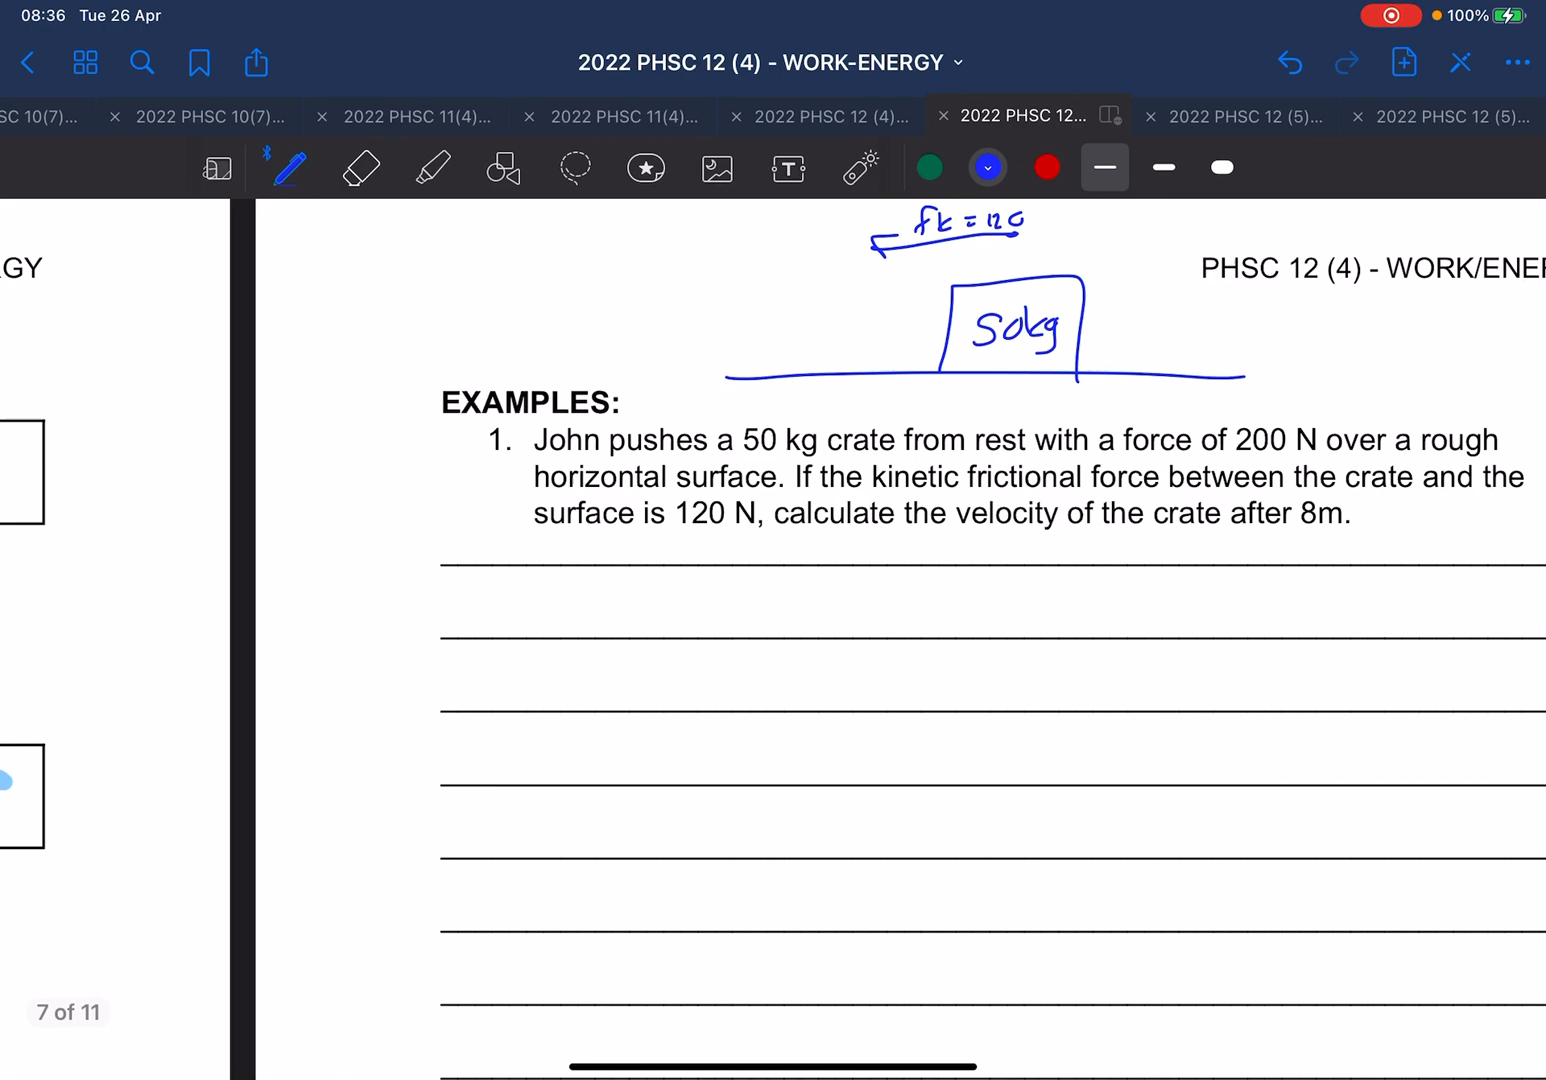 08:36 Tue 26 Apr
100%
2022 PHSC 12 (4) - WORK-ENERGY
SC 10(7)...
2022 PHSC 10(7)...
2022 PHSC 11(4)...
2022 PHSC 11(4)...
2022 PHSC 12 (4)...
2022 PHSC 12...
2022 PHSC 12 (5)...
2022 PHSC 12 (5)...
T
fk = 120
GY
PHSC 12 (4) - WORK/ENE
50kg
EXAMPLES:
1. John pushes a 50 kg crate from rest with a force of 200 N over a rough
horizontal surface. If the kinetic frictional force between the crate and the
surface is 120 N, calculate the velocity of the crate after 8m.
7 of 11